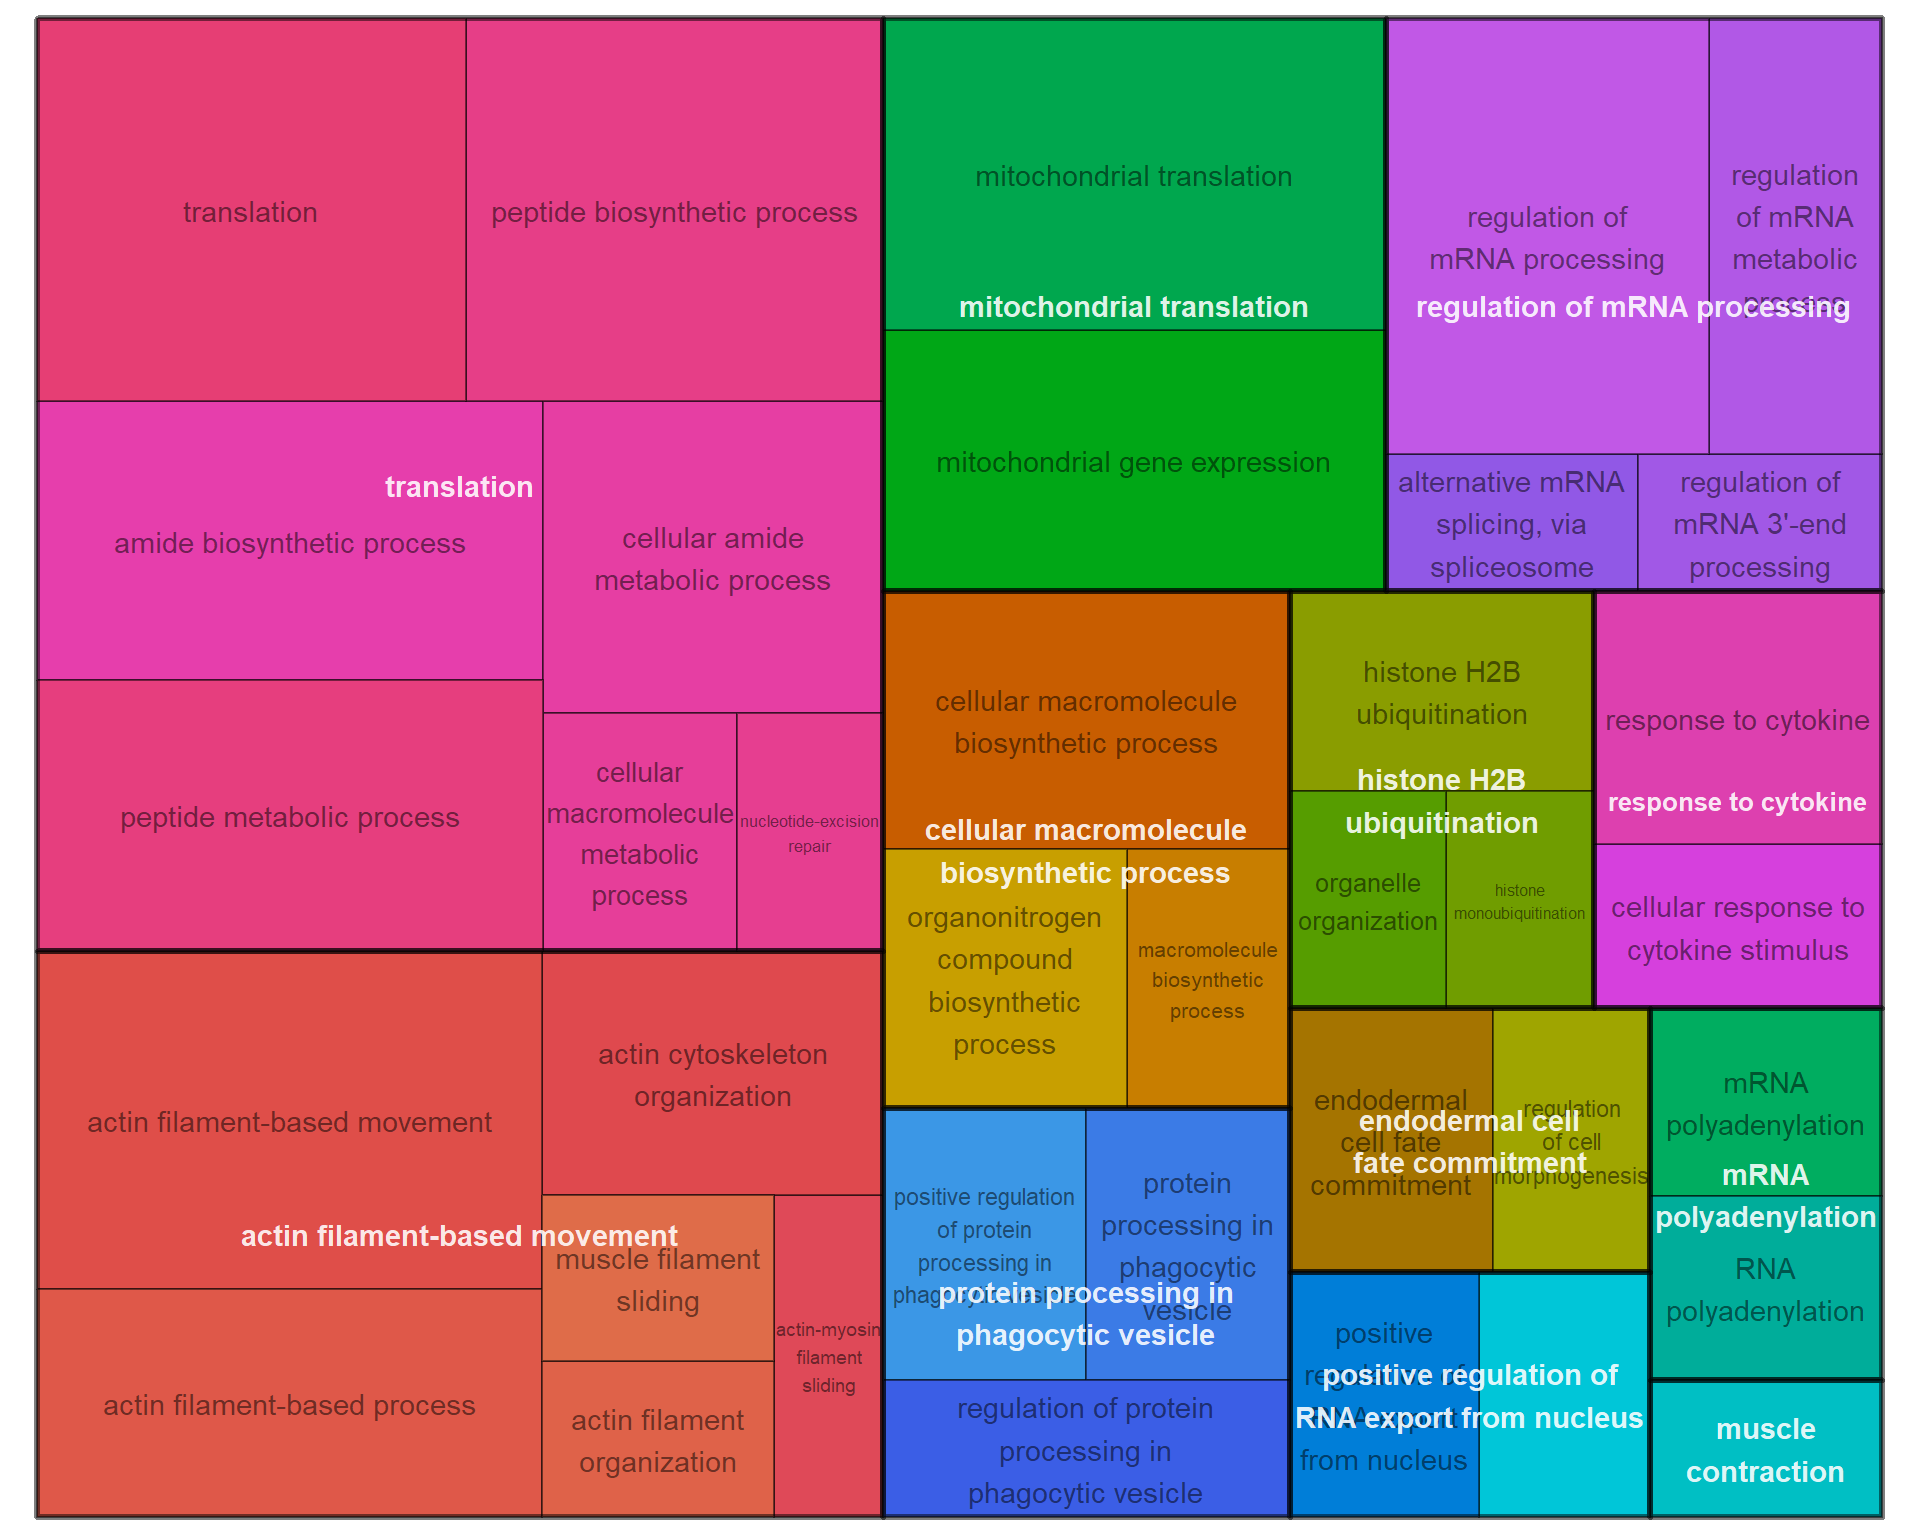 translation
peptide biosynthetic process
translation
amide biosynthetic process
cellular amide
metabolic process
peptide metabolic process
cellular
macromolecule
metabolic
process
nucleotide-excision
repair
actin filament-based movement
actin cytoskeleton
organization
actin filament-based movement
muscle filament
sliding
actin filament-based process
actin filament
organization
actin-myosin
filament
sliding
mitochondrial translation
mitochondrial translation
mitochondrial gene expression
regulation of
mRNA processing
regulation
of mRNA
metabolic
process
regulation of mRNA processing
alternative mRNA
splicing, via
spliceosome
regulation of
mRNA 3'-end
processing
cellular macromolecule
biosynthetic process
cellular macromolecule
biosynthetic process
organonitrogen
compound
biosynthetic
process
macromolecule
biosynthetic
process
histone H2B
ubiquitination
histone H2B
ubiquitination
organelle
organization
histone
monoubiquitination
response to cytokine
response to cytokine
cellular response to
cytokine stimulus
positive regulation
of protein
processing in
phagocytic vesicle
protein
processing in
phagocytic
vesicle
protein processing in
phagocytic vesicle
regulation of protein
processing in
phagocytic vesicle
endodermal
cell fate
commitment
endodermal cell
fate commitment
regulation
of cell
morphogenesis
mRNA
polyadenylation
mRNA
polyadenylation
RNA
polyadenylation
positive
regulation of
RNA export
from nucleus
positive regulation of
RNA export from nucleus
muscle
contraction